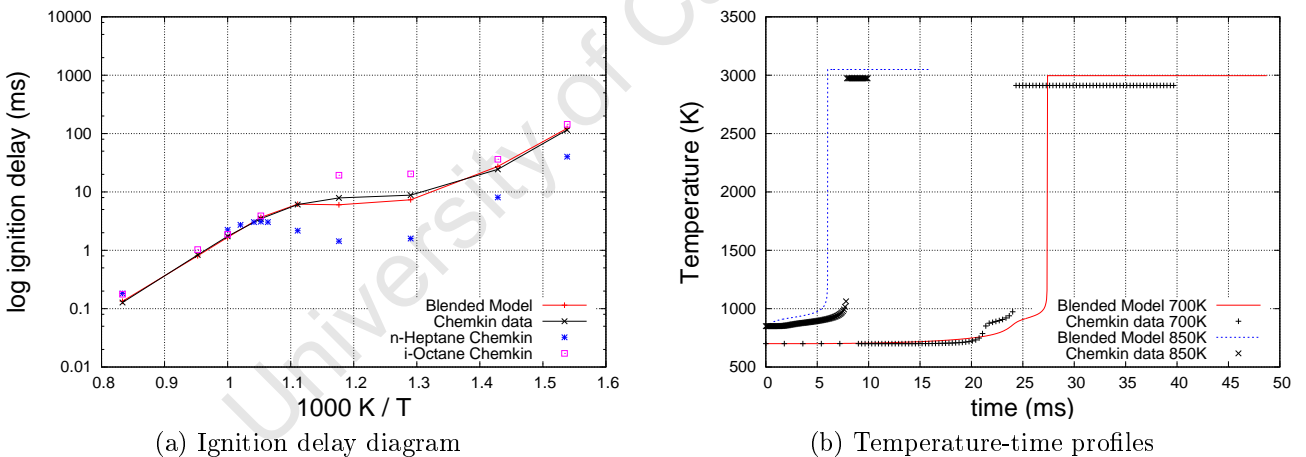 10000
1000
100
10
1
0.1
0.01
0.8
0.9
1
1.1
1.2
1.3
1.4
1.5
1.6
log ignition delay (ms)
1000 K / T
Blended Model
Chemkin data
n-Heptane Chemkin
i-Octane Chemkin
(a) Ignition delay diagram
3500
3000
2500
2000
1500
1000
500
0
5
10
15
20
25
30
35
40
45
50
Temperature (K)
time (ms)
Blended Model 700K
Chemkin data 700K
Blended Model 850K
Chemkin data 850K
(b) Temperature-time profiles
University of Ca